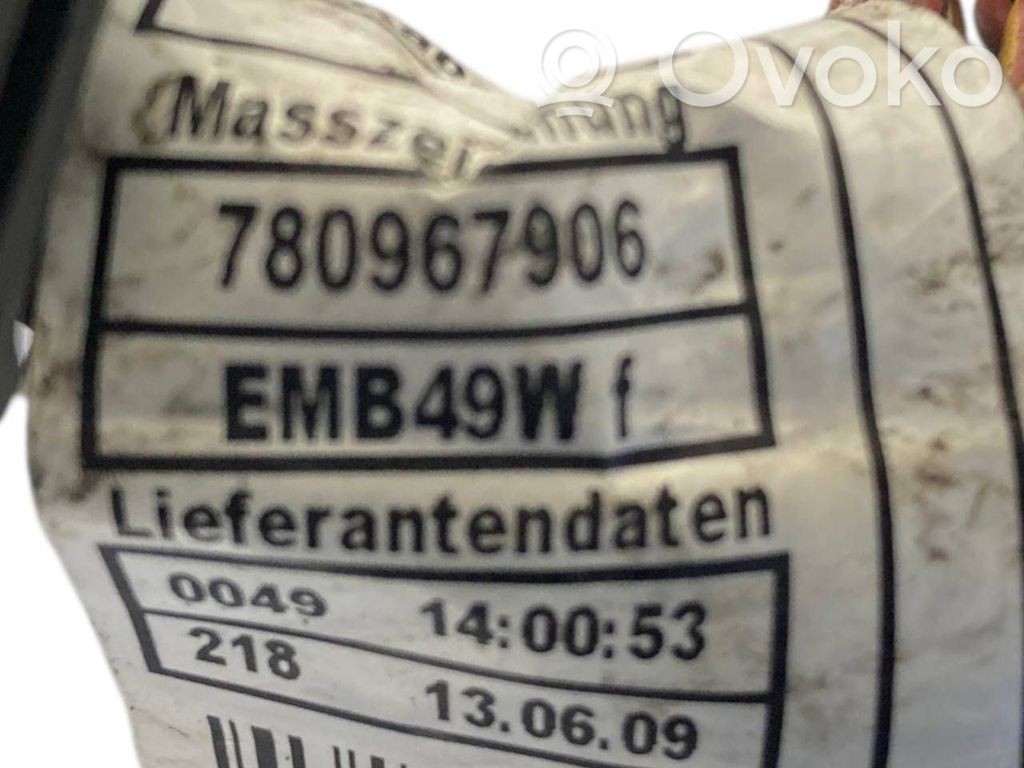 Ovoko
780967906
EMB49W f
Lieferantendaten
0049 14:00:53
218 13.06.09